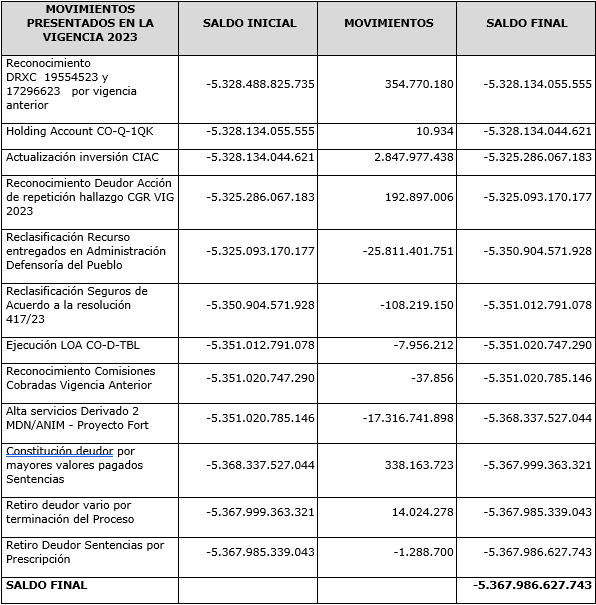 MOVIMIENTOS PRESENTADOS EN LA VIGENCIA 2023 SALDO INICIAL MOVIMIENTOS SALDO FINAL
Reconocimiento DRXC 19554523 y 17296623 por vigencia anterior -5.328.488.825.735 354.770.180 -5.328.134.055.555
Holding Account CO-Q-1QK -5.328.134.055.555 10.934 -5.328.134.044.621
Actualización inversión CIAC -5.328.134.044.621 2.847.977.438 -5.325.286.067.183
Reconocimiento Deudor Acción de repetición hallazgo CGR VIG 2023 -5.325.286.067.183 192.897.006 -5.325.093.170.177
Reclasificación Recurso entregados en Administración Defensoría del Pueblo -5.325.093.170.177 -25.811.401.751 -5.350.904.571.928
Reclasificación Seguros de Acuerdo a la resolución 417/23 -5.350.904.571.928 -108.219.150 -5.351.012.791.078
Ejecución LOA CO-D-TBL -5.351.012.791.078 -7.956.212 -5.351.020.747.290
Reconocimiento Comisiones Cobradas Vigencia Anterior -5.351.020.747.290 -37.856 -5.351.020.785.146
Alta servicios Derivado 2 MDN/ANIM - Proyecto Fort -5.351.020.785.146 -17.316.741.898 -5.368.337.527.044
Constitución deudor por mayores valores pagados Sentencias -5.368.337.527.044 338.163.723 -5.367.999.363.321
Retiro deudor vario por terminación del Proceso -5.367.999.363.321 14.024.278 -5.367.985.339.043
Retiro Deudor Sentencias por Prescripción -5.367.985.339.043 -1.288.700 -5.367.986.627.743
SALDO FINAL -5.367.986.627.743